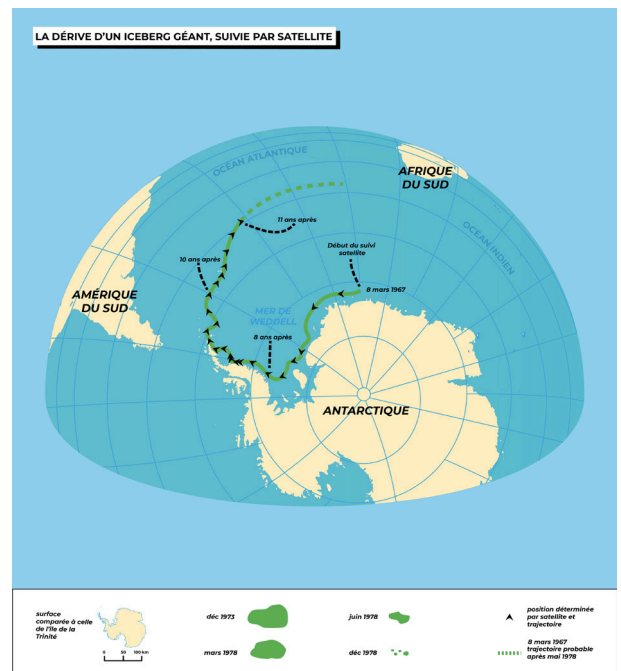 LA DÉRIVE D'UN ICEBERG GÉANT, SUIVIE PAR SATELLITE
OCÉAN ATLANTIQUE
AFRIQUE
DU SUD
11 ans après
OCÉAN INDIEN
Début du suivi
satellite
10 ans après
8 mars 1967
AMÉRIQUE
DU SUD
MER DE
WEDDELL
8 ans après
ANTARCTIQUE
surface
comparée à celle
de l'île de la
Trinité
0 50 100 km
déc 1973
mars 1978
juin 1978
déc 1978
position déterminée
par satellite et
trajectoire
8 mars 1967
trajectoire probable
après mai 1978